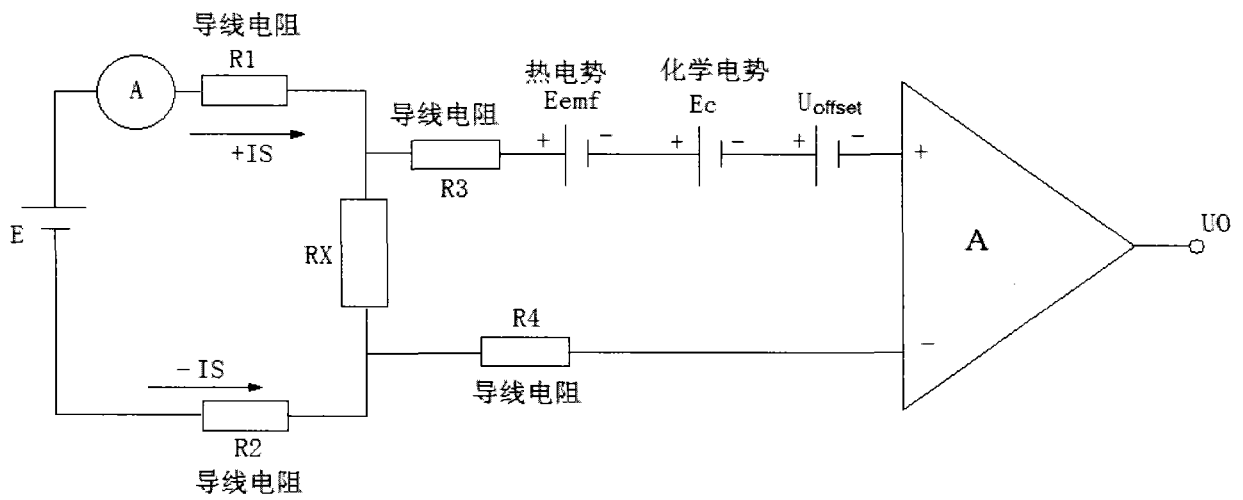 导线电阻
R1
A
+IS
热电势
Eemf
化学电势
Ec
Uoffset
导线电阻
+ -
+ -
+ -
R3
+
E
RX
A
UO
R4
-
导线电阻
-IS
R2
导线电阻